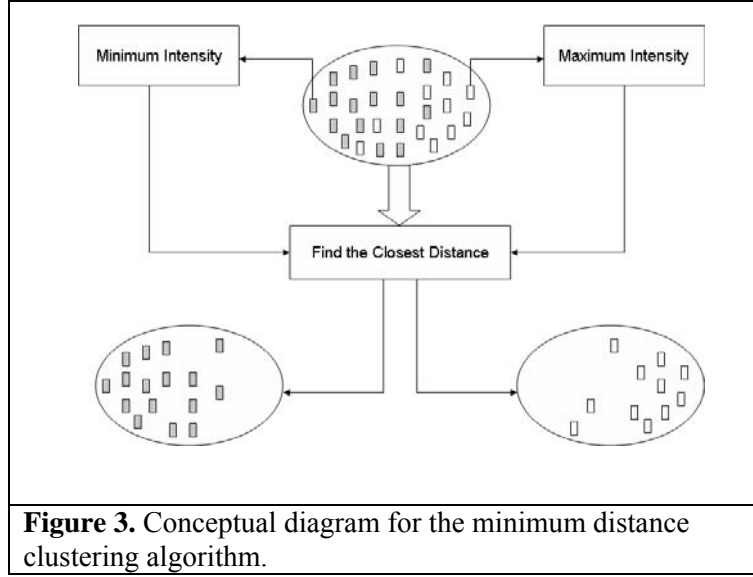 Minimum Intensity
Maximum Intensity
Find the Closest Distance
Figure 3. Conceptual diagram for the minimum distance
clustering algorithm.